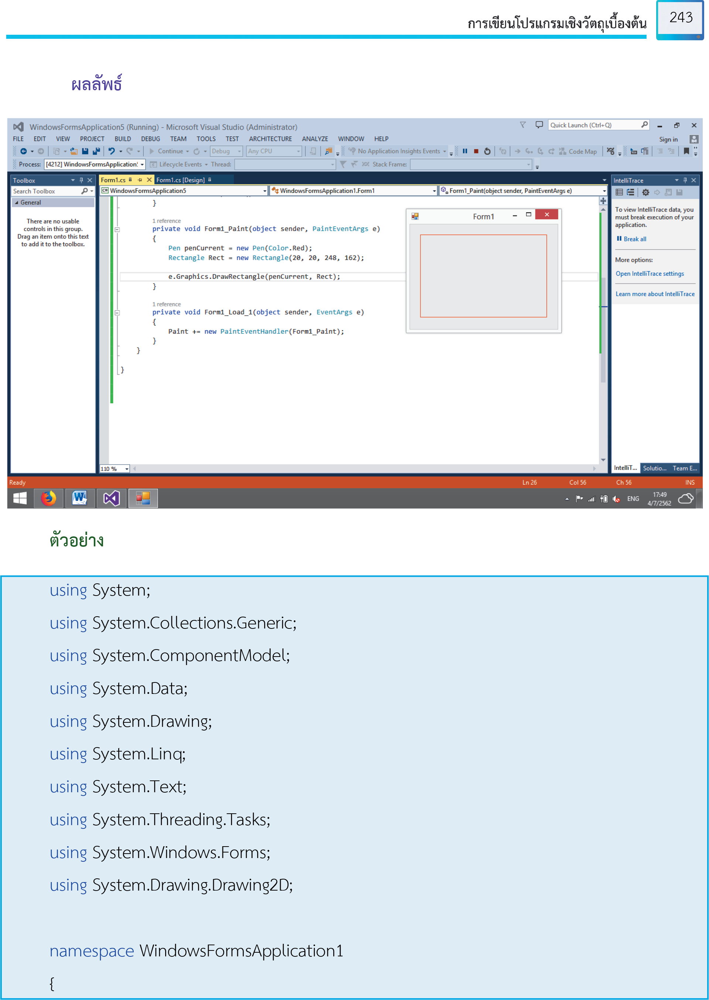 การเขียนโปรแกรมเชิงวัตถุเบื้องต้น
243
ผลลัพธ์
WindowsFormsApplication5 (Running) - Microsoft Visual Studio (Administrator)
Quick Launch (Ctrl+Q)
FILE EDIT VIEW PROJECT BUILD DEBUG TEAM TOOLS TEST ARCHITECTURE ANALYZE WINDOW HELP
Sign in
Continue Debug Any CPU No Application Insights Events Code Map
Process: [4212] WindowsFormsApplication! Lifecycle Events Thread: Stack Frame:
Toolbox
Search Toolbox
General
There are no usable
controls in this group.
Drag an item onto this text
to add it to the toolbox.
Form1.cs Form1.cs [Design]
WindowsFormsApplication5 WindowsFormsApplication1.Form1 Form1_Paint(object sender, PaintEventArgs e)
}
1 reference
private void Form1_Paint(object sender, PaintEventArgs e)
{
Pen penCurrent = new Pen(Color.Red);
Rectangle Rect = new Rectangle(20, 20, 248, 162);
e.Graphics.DrawRectangle(penCurrent, Rect);
}
1 reference
private void Form1_Load_1(object sender, EventArgs e)
{
Paint += new PaintEventHandler(Form1_Paint);
}
}
}
Form1
IntelliTrace
To view IntelliTrace data, you
must break execution of your
application.
Break all
More options:
Open IntelliTrace settings
Learn more about IntelliTrace
110 %
IntelliT... Solutio... Team E...
Ready Ln 26 Col 56 Ch 56 INS
ENG
17:49
4/7/2562
ตัวอย่าง
using System;
using System.Collections.Generic;
using System.ComponentModel;
using System.Data;
using System.Drawing;
using System.Linq;
using System.Text;
using System.Threading.Tasks;
using System.Windows.Forms;
using System.Drawing.Drawing2D;
namespace WindowsFormsApplication1
{